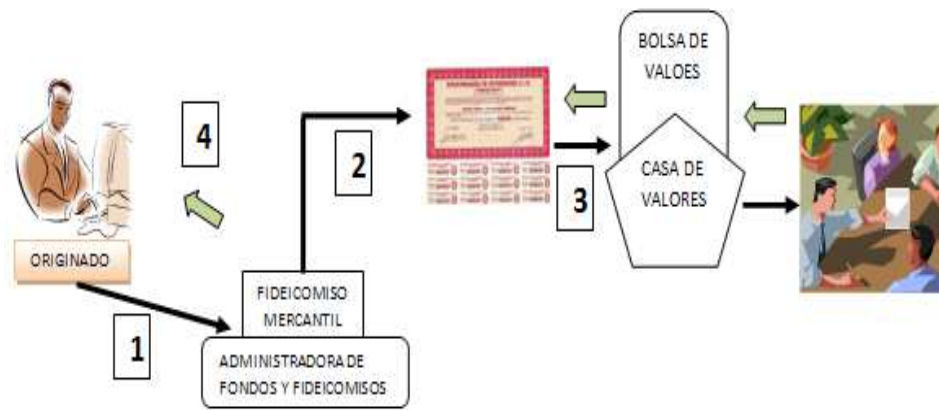 BOLSA DE
VALOES
4
2
CASA DE
VALORES
3
ORIGINADO
FIDEICOMISO
MERCANTIL
1
ADMINISTRADORA DE
FONDOS Y FIDEICOMISOS